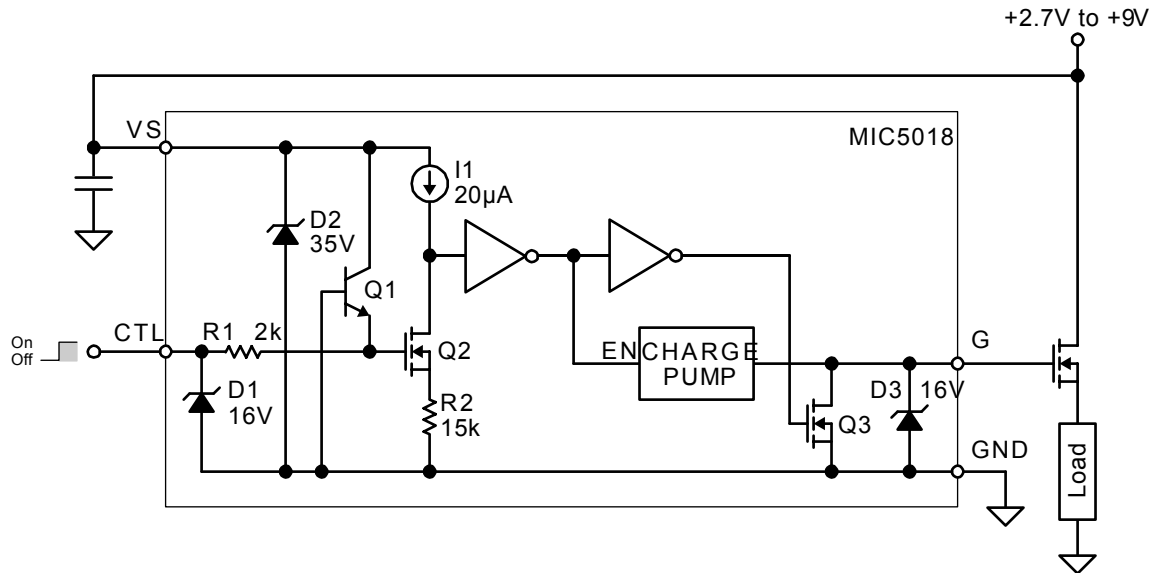 +2.7V to +9V
MIC5018
VS
I1
20µA
D2
35V
Q1
On
Off
CTL
R1 2k
Q2
EN
CHARGE
PUMP
G
D1
16V
R2
15k
D3 16V
Q3
GND
Load